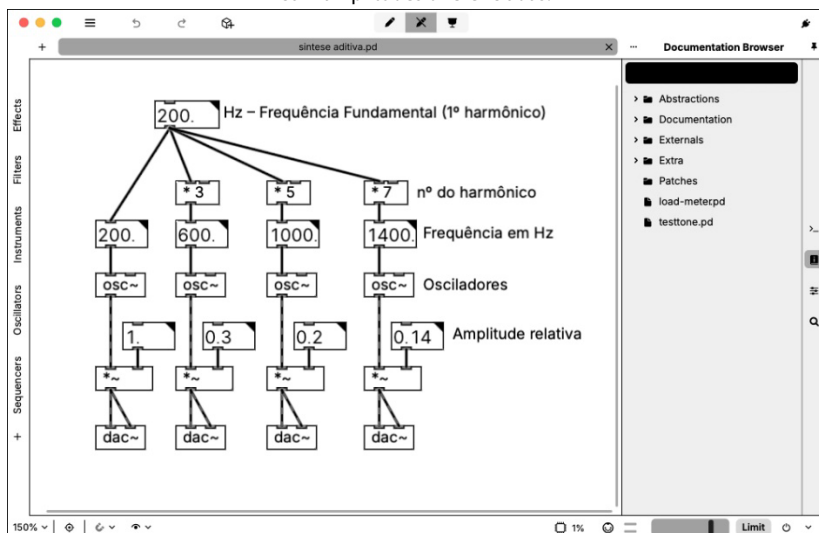 sintese aditiva.pd
Documentation Browser
Effects
Filters
Instruments
Oscillators
Sequencers
200. Hz – Frequência Fundamental (1º harmônico)
* 3 * 5 * 7 nº do harmônico
200. 600. 1000. 1400. Frequência em Hz
osc~ osc~ osc~ osc~ Osciladores
1. 0.3 0.2 0.14 Amplitude relativa
*~ *~ *~ *~
dac~ dac~ dac~ dac~
Abstractions
Documentation
Externals
Extra
Patches
load-meter.pd
testtone.pd
150% 1% Limit